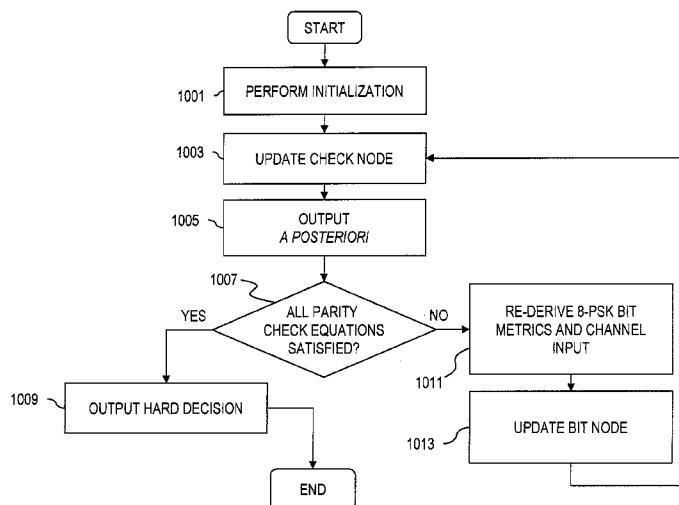 START
1001
PERFORM INITIALIZATION
1003
UPDATE CHECK NODE
1005
OUTPUT
A POSTERIORI
1007
YES
ALL PARITY
CHECK EQUATIONS
SATISFIED?
NO
RE-DERIVE 8-PSK BIT
METRICS AND CHANNEL
INPUT
1011
1009
OUTPUT HARD DECISION
UPDATE BIT NODE
1013
END